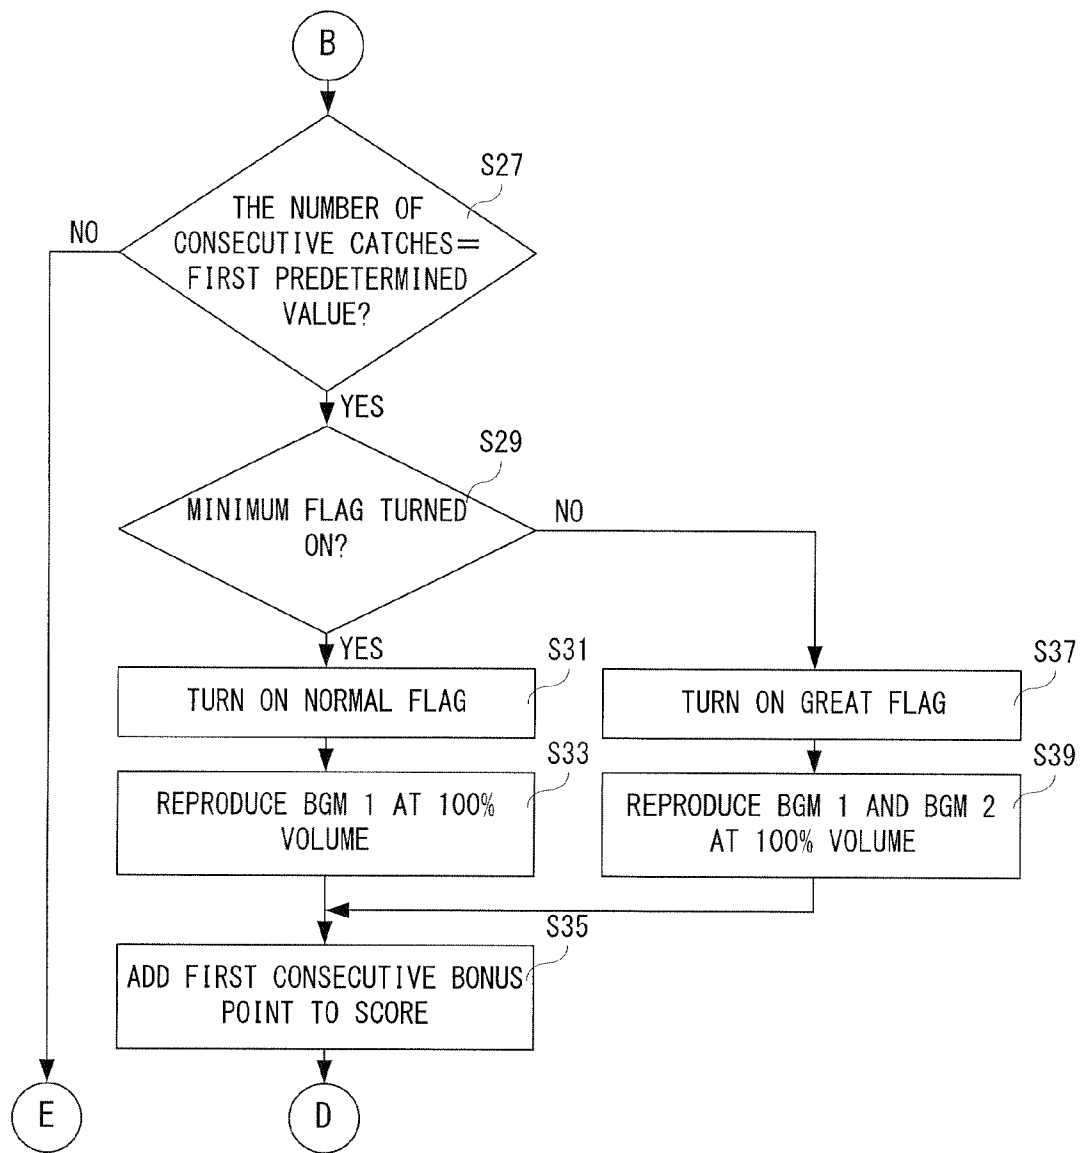 B
S27
THE NUMBER OF
CONSECUTIVE CATCHES=
FIRST PREDETERMINED
VALUE?
NO
YES
S29
MINIMUM FLAG TURNED
ON?
NO
YES
S31
TURN ON NORMAL FLAG
S37
TURN ON GREAT FLAG
S33
REPRODUCE BGM 1 AT 100%
VOLUME
S39
REPRODUCE BGM 1 AND BGM 2
AT 100% VOLUME
S35
ADD FIRST CONSECUTIVE BONUS
POINT TO SCORE
E
D